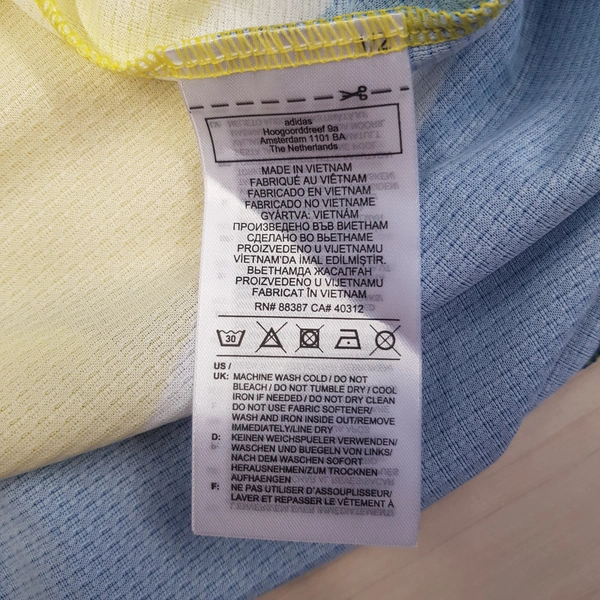 1/2
adidas
Hoogoorddreef 9a
Amsterdam 1101 BA
The Netherlands
MADE IN VIETNAM
FABRIQUÉ AU VIÊTNAM
FABRICADO EN VIETNAM
FABRICADO NO VIETNAME
GYÁRTVA: VIETNÁM
ПРОИЗВЕДЕНО ВЪВ ВИЕТНАМ
СДЕЛАНО ВО ВЬЕТНАМЕ
PROIZVEDENO U VIJETNAMU
VİETNAM'DA İMAL EDİLMİŞTİR.
ВЬЕТНАМДА ЖАСАЛҒАН
PROIZVEDENO U VIJETNAMU
FABRICAT ÎN VIETNAM
RN# 88387 CA# 40312
30
US /
UK: MACHINE WASH COLD / DO NOT
BLEACH / DO NOT TUMBLE DRY / COOL
IRON IF NEEDED / DO NOT DRY CLEAN
DO NOT USE FABRIC SOFTENER/
WASH AND IRON INSIDE OUT/REMOVE
IMMEDIATELY/LINE DRY
D: KEINEN WEICHSPUELER VERWENDEN/
WASCHEN UND BUEGELN VON LINKS/
NACH DEM WASCHEN SOFORT
HERAUSNEHMEN/ZUM TROCKNEN
AUFHAENGEN
F: NE PAS UTILISER D'ASSOUPLISSEUR/
LAVER ET REPASSER LE VÊTEMENT À